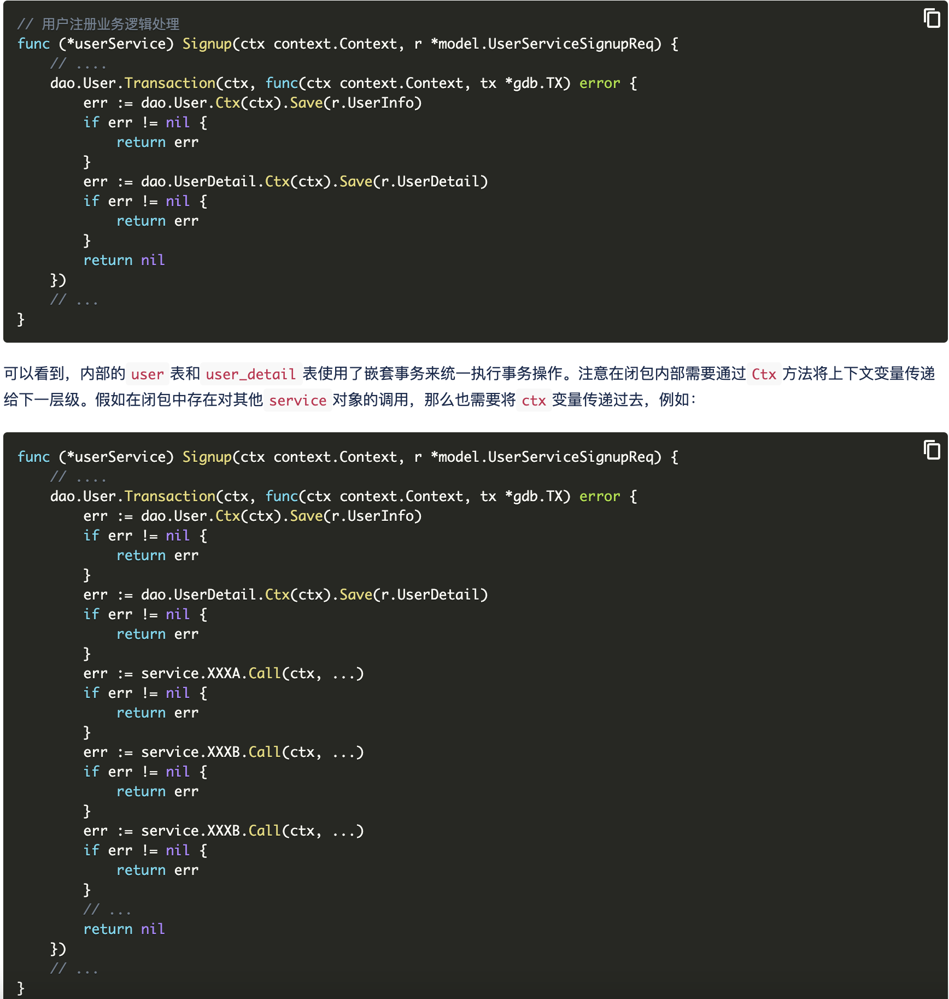 // 用户注册业务逻辑处理
func (*userService) Signup(ctx context.Context, r *model.UserServiceSignupReq) {
    // ....
    dao.User.Transaction(ctx, func(ctx context.Context, tx *gdb.TX) error {
        err := dao.User.Ctx(ctx).Save(r.UserInfo)
        if err != nil {
            return err
        }
        err := dao.UserDetail.Ctx(ctx).Save(r.UserDetail)
        if err != nil {
            return err
        }
        return nil
    })
    // ...
}
可以看到，内部的 user 表和 user_detail 表使用了嵌套事务来统一执行事务操作。注意在闭包内部需要通过 Ctx 方法将上下文变量传递
给下一层级。假如在闭包中存在对其他 service 对象的调用，那么也需要将 ctx 变量传递过去，例如：
func (*userService) Signup(ctx context.Context, r *model.UserServiceSignupReq) {
    // ....
    dao.User.Transaction(ctx, func(ctx context.Context, tx *gdb.TX) error {
        err := dao.User.Ctx(ctx).Save(r.UserInfo)
        if err != nil {
            return err
        }
        err := dao.UserDetail.Ctx(ctx).Save(r.UserDetail)
        if err != nil {
            return err
        }
        err := service.XXXA.Call(ctx, ...)
        if err != nil {
            return err
        }
        err := service.XXXB.Call(ctx, ...)
        if err != nil {
            return err
        }
        err := service.XXXB.Call(ctx, ...)
        if err != nil {
            return err
        }
        // ...
        return nil
    })
    // ...
}